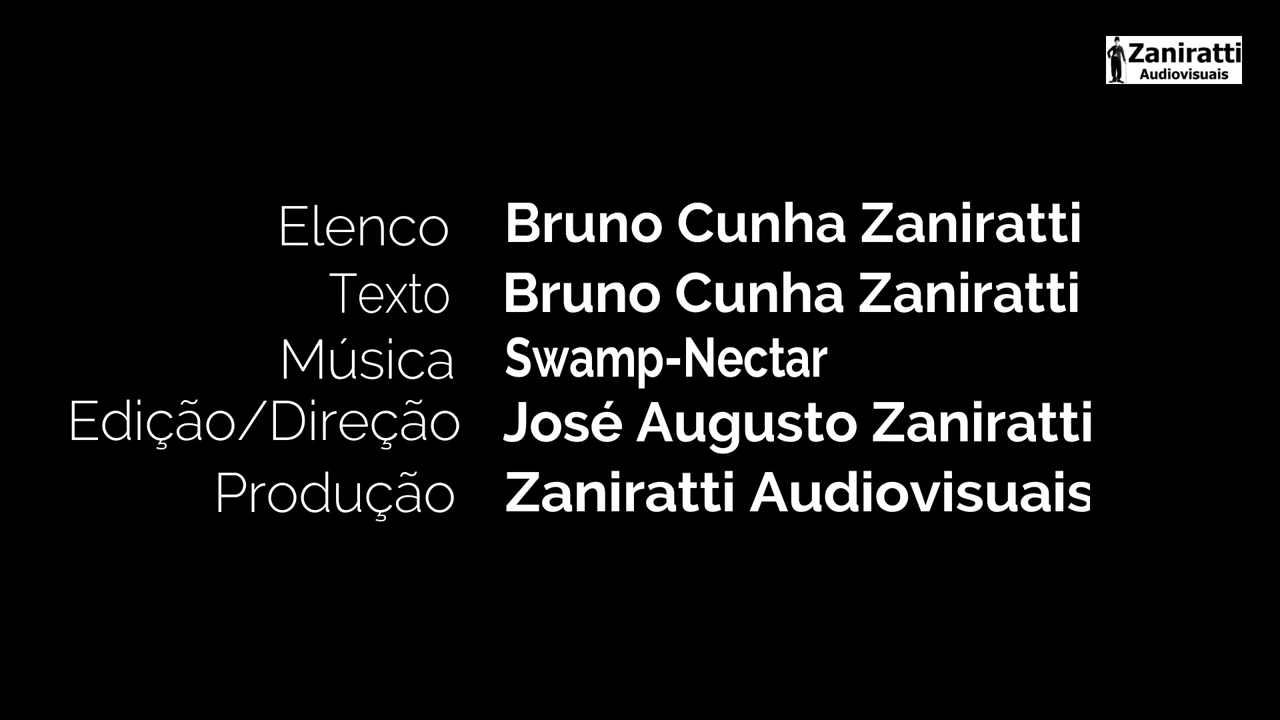 Zaniratti
Audiovisuais
Elenco Bruno Cunha Zaniratti
Texto Bruno Cunha Zaniratti
Música Swamp-Nectar
Edição/Direção José Augusto Zaniratti
Produção Zaniratti Audiovisuais